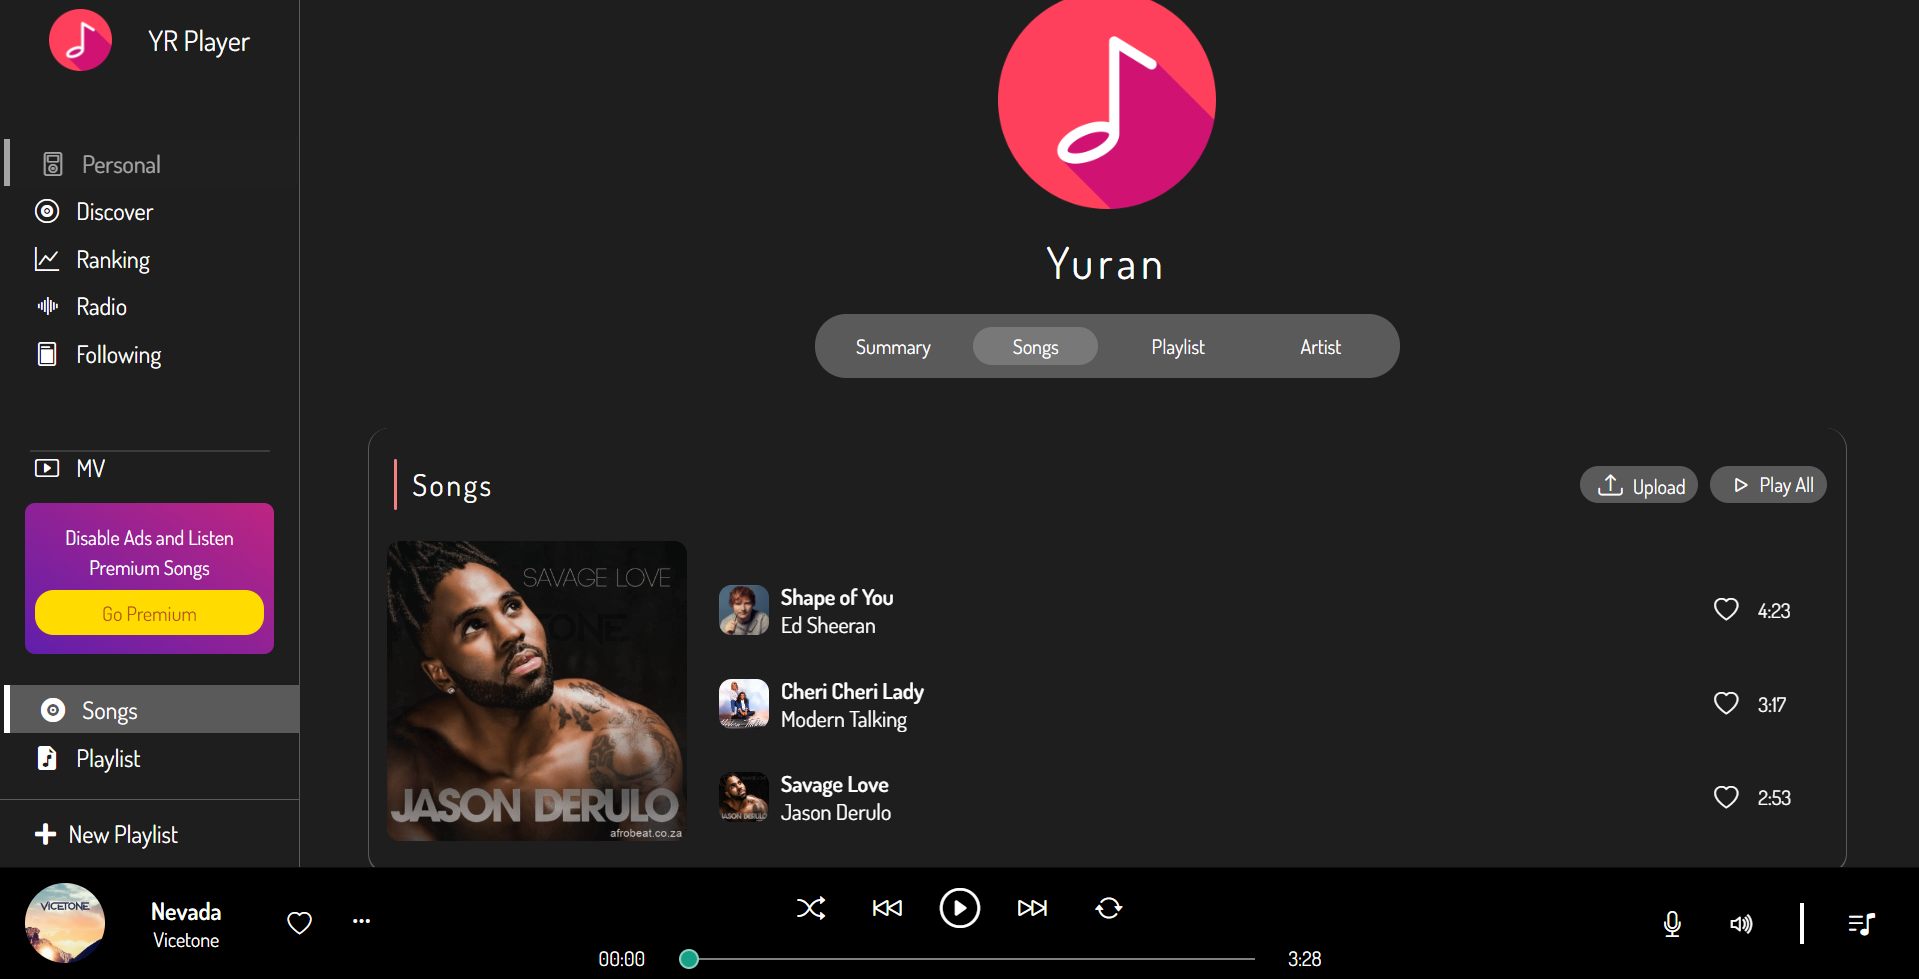 YR Player
Personal
Discover
Ranking
Radio
Following
MV
Disable Ads and Listen
Premium Songs
Go Premium
Songs
Playlist
New Playlist
Yuran
Summary Songs Playlist Artist
Songs
Upload Play All
SAVAGE LOVE
JASON DERULO
afrobeat.co.za
Shape of You
Ed Sheeran
4:23
Cheri Cheri Lady
Modern Talking
3:17
Savage Love
Jason Derulo
2:53
JASON DERULO
VICETONE
Nevada
Vicetone
00:00
3:28